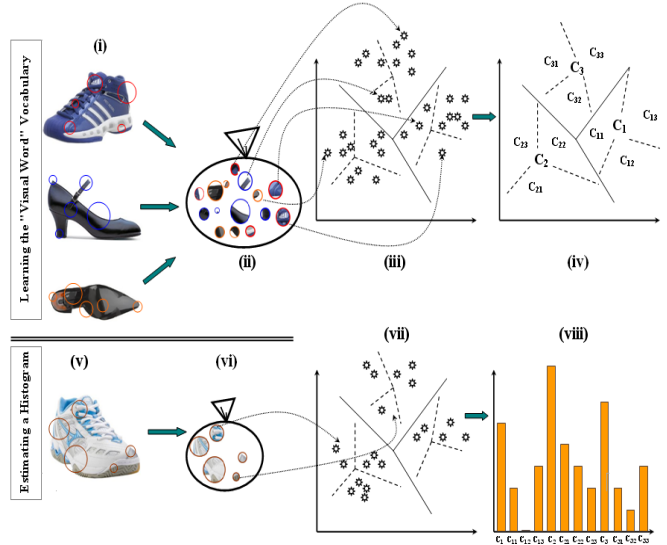 Learning the "Visual Word" Vocabulary
(i)
(ii)
(iii)
(iv)
C31
C33
C3
C32
C13
C23
C22
C11
C1
C2
C12
C21
Estimating a Histogram
(v)
(vi)
(vii)
(viii)
C1 C11 C12 C13 C2 C21 C22 C23 C3 C31 C32 C33